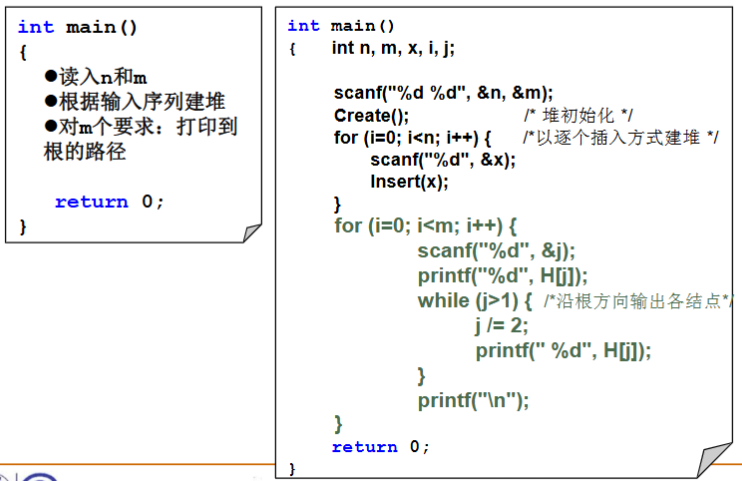 int main()
{
●读入n和m
●根据输入序列建堆
●对m个要求：打印到
根的路径
return 0;
}
int main()
{ int n, m, x, i, j;
scanf("%d %d", &n, &m);
Create(); /* 堆初始化 */
for (i=0; i<n; i++) { /*以逐个插入方式建堆 */
scanf("%d", &x);
Insert(x);
}
for (i=0; i<m; i++) {
scanf("%d", &j);
printf("%d", H[j]);
while (j>1) { /*沿根方向输出各结点*/
j /= 2;
printf(" %d", H[j]);
}
printf("\n");
}
return 0;
}